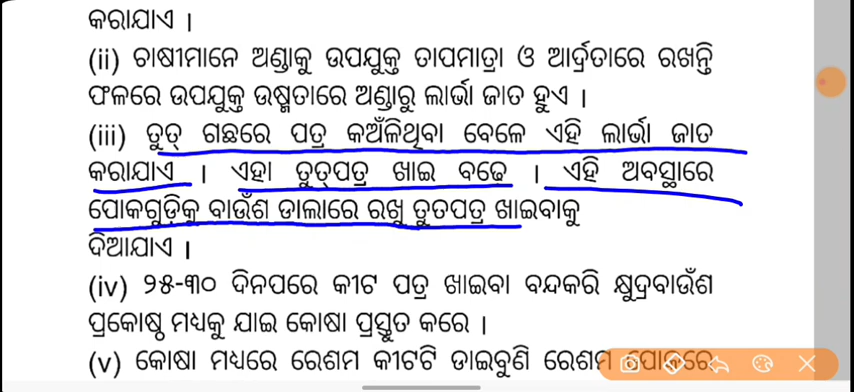 କରାଯାଏ ।
(ii) ଚାଷୀମାନେ ଅଣ୍ଡାକୁ ଉପଯୁକ୍ତ ତାପମାତ୍ରା ଓ ଆର୍ଦ୍ରତାରେ ରଖନ୍ତି
ଫଳରେ ଉପଯୁକ୍ତ ଉଷ୍ମତାରେ ଅଣ୍ଡାରୁ ଲାର୍ଭା ଜାତ ହୁଏ ।
(iii) ତୁତ୍ ଗଛରେ ପତ୍ର କଅଁଳିଥିବା ବେଳେ ଏହି ଲାର୍ଭା ଜାତ
କରାଯାଏ । ଏହା ତୁତ୍‌ପତ୍ର ଖାଇ ବଢେ । ଏହି ଅବସ୍ଥାରେ
ପୋକଗୁଡ଼ିକୁ ବାଉଁଶ ଡାଲାରେ ରଖୁ ତୁତପତ୍ର ଖାଇବାକୁ
ଦିଆଯାଏ ।
(iv) ୨୫-୩୦ ଦିନପରେ କୀଟ ପତ୍ର ଖାଇବା ବନ୍ଦକରି କ୍ଷୁଦ୍ରବାଉଁଶ
ପ୍ରକୋଷ୍ଠ ମଧ୍ୟକୁ ଯାଇ କୋଷା ପ୍ରସ୍ତୁତ କରେ ।
(v) କୋଷା ମଧ୍ୟରେ ରେଶମ କୀଟଟି ଡାଇବୁଣି ରେଶମ ପୋକରେ